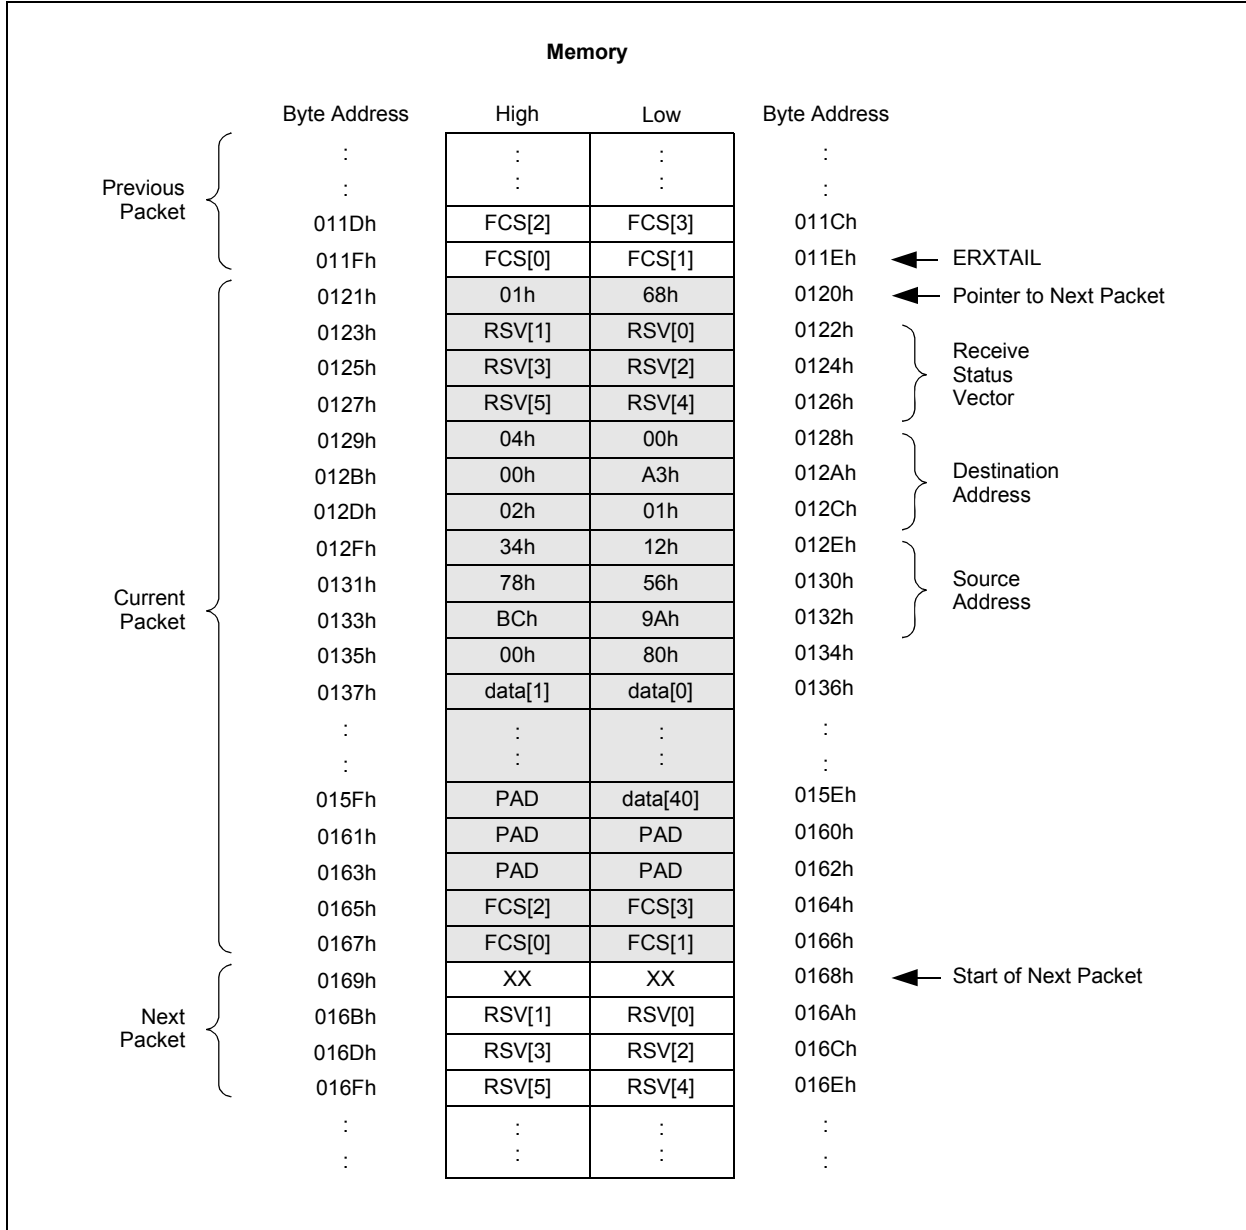 Memory
Byte Address High Low Byte Address
: : : :
: : : :
Previous
Packet
011Dh FCS[2] FCS[3] 011Ch
011Fh FCS[0] FCS[1] 011Eh ERXTAIL
0121h 01h 68h 0120h Pointer to Next Packet
0123h RSV[1] RSV[0] 0122h
0125h RSV[3] RSV[2] 0124h
0127h RSV[5] RSV[4] 0126h
Receive
Status
Vector
0129h 04h 00h 0128h
012Bh 00h A3h 012Ah
012Dh 02h 01h 012Ch
Destination
Address
012Fh 34h 12h 012Eh
0131h 78h 56h 0130h
0133h BCh 9Ah 0132h
Source
Address
Current
Packet
0135h 00h 80h 0134h
0137h data[1] data[0] 0136h
: : : :
: : : :
015Fh PAD data[40] 015Eh
0161h PAD PAD 0160h
0163h PAD PAD 0162h
0165h FCS[2] FCS[3] 0164h
0167h FCS[0] FCS[1] 0166h
0169h XX XX 0168h Start of Next Packet
016Bh RSV[1] RSV[0] 016Ah
016Dh RSV[3] RSV[2] 016Ch
016Fh RSV[5] RSV[4] 016Eh
Next
Packet
: : : :
: : : :